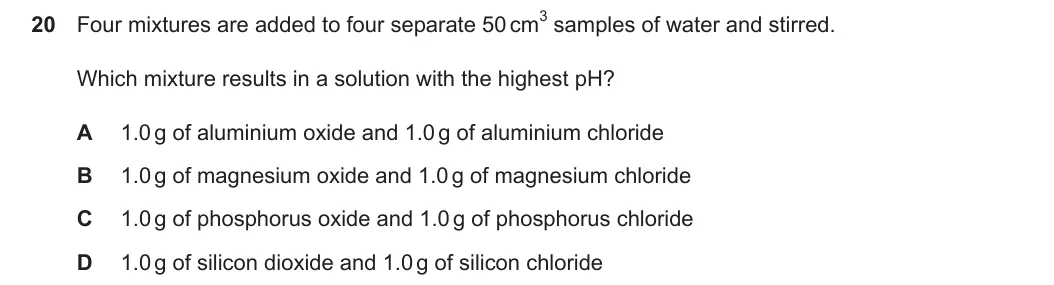 20 Four mixtures are added to four separate 50 cm³ samples of water and stirred.
Which mixture results in a solution with the highest pH?
A 1.0 g of aluminium oxide and 1.0 g of aluminium chloride
B 1.0 g of magnesium oxide and 1.0 g of magnesium chloride
C 1.0 g of phosphorus oxide and 1.0 g of phosphorus chloride
D 1.0 g of silicon dioxide and 1.0 g of silicon chloride